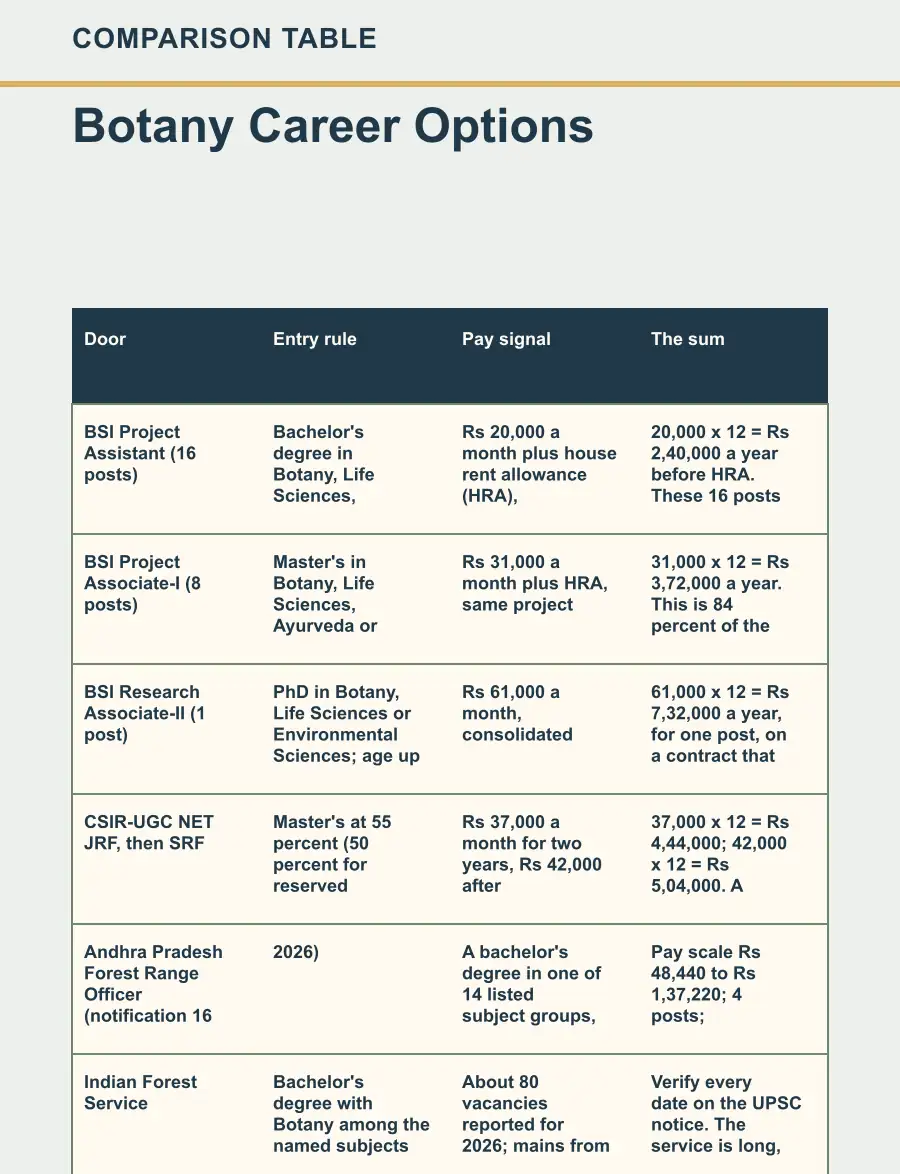 COMPARISON TABLE
Botany Career Options
Door
Entry rule
Pay signal
The sum
BSI Project
Assistant (16
posts)
Bachelor's
degree in
Botany, Life
Sciences,
Rs 20,000 a
month plus house
rent allowance
(HRA),
20,000 x 12 = Rs
2,40,000 a year
before HRA.
These 16 posts
BSI Project
Associate-I (8
posts)
Master's in
Botany, Life
Sciences,
Ayurveda or
Rs 31,000 a
month plus HRA,
same project
31,000 x 12 = Rs
3,72,000 a year.
This is 84
percent of the
BSI Research
Associate-II (1
post)
PhD in Botany,
Life Sciences or
Environmental
Sciences; age up
Rs 61,000 a
month,
consolidated
61,000 x 12 = Rs
7,32,000 a year,
for one post, on
a contract that
CSIR-UGC NET
JRF, then SRF
Master's at 55
percent (50
percent for
reserved
Rs 37,000 a
month for two
years, Rs 42,000
after
37,000 x 12 = Rs
4,44,000; 42,000
x 12 = Rs
5,04,000. A
Andhra Pradesh
Forest Range
Officer
(notification 16
2026)
A bachelor's
degree in one of
14 listed
subject groups,
Pay scale Rs
48,440 to Rs
1,37,220; 4
posts;
Indian Forest
Service
Bachelor's
degree with
Botany among the
named subjects
About 80
vacancies
reported for
2026; mains from
Verify every
date on the UPSC
notice. The
service is long,